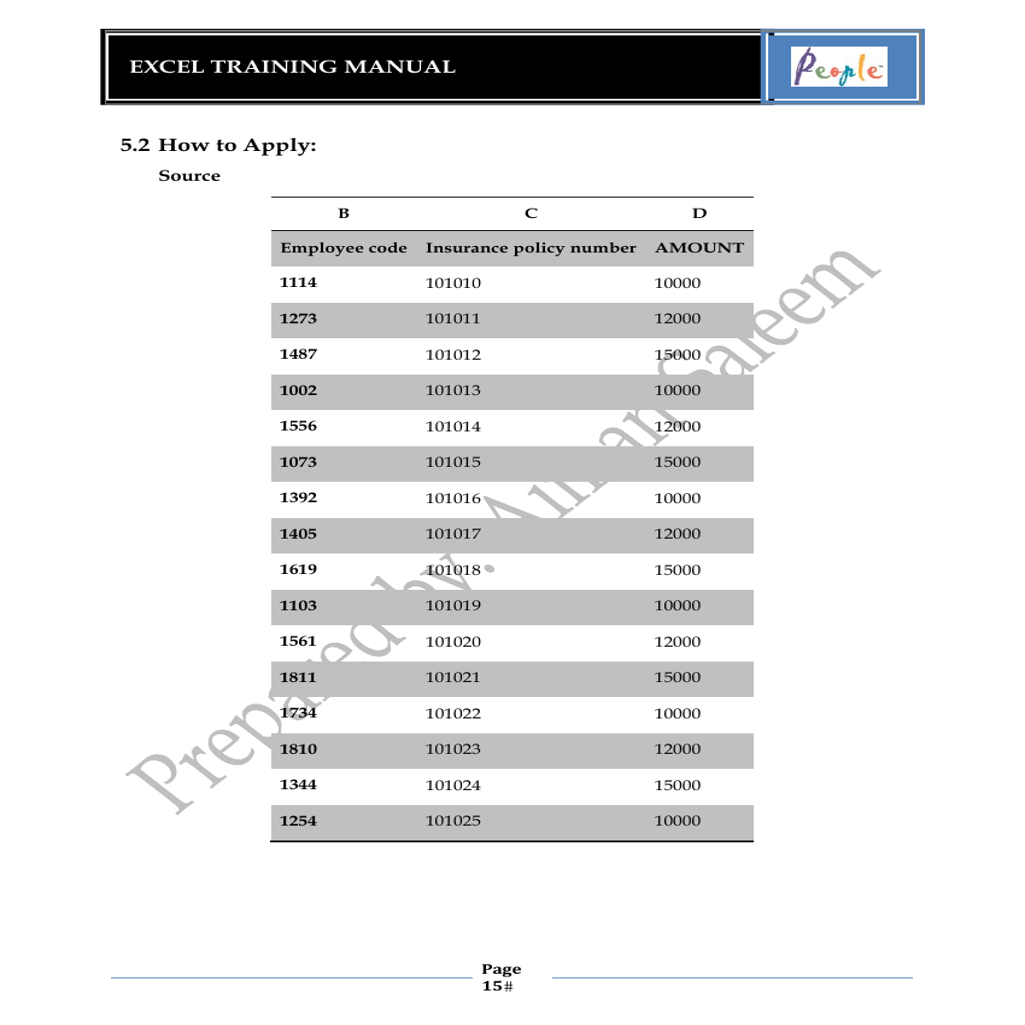 EXCEL TRAINING MANUAL
People
5.2 How to Apply:
Source
B C D
Employee code Insurance policy number AMOUNT
1114 101010 10000
1273 101011 12000
1487 101012 15000
1002 101013 10000
1556 101014 12000
1073 101015 15000
1392 101016 10000
1405 101017 12000
1619 101018 15000
1103 101019 10000
1561 101020 12000
1811 101021 15000
1734 101022 10000
1810 101023 12000
1344 101024 15000
1254 101025 10000
Prepared by:
Page
15#